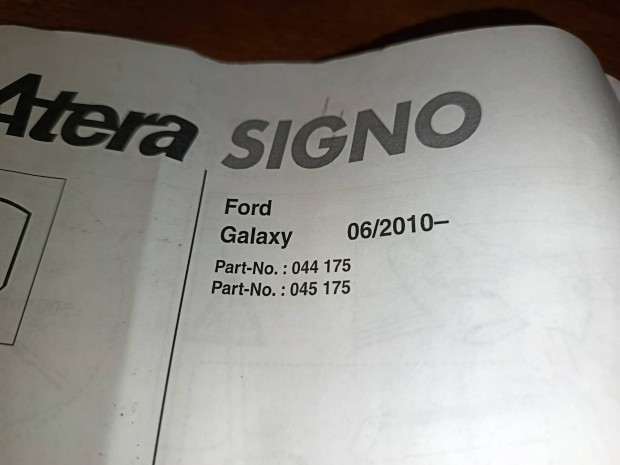 Atera SIGNO
Ford
Galaxy 06/2010–
Part-No. : 044 175
Part-No. : 045 175